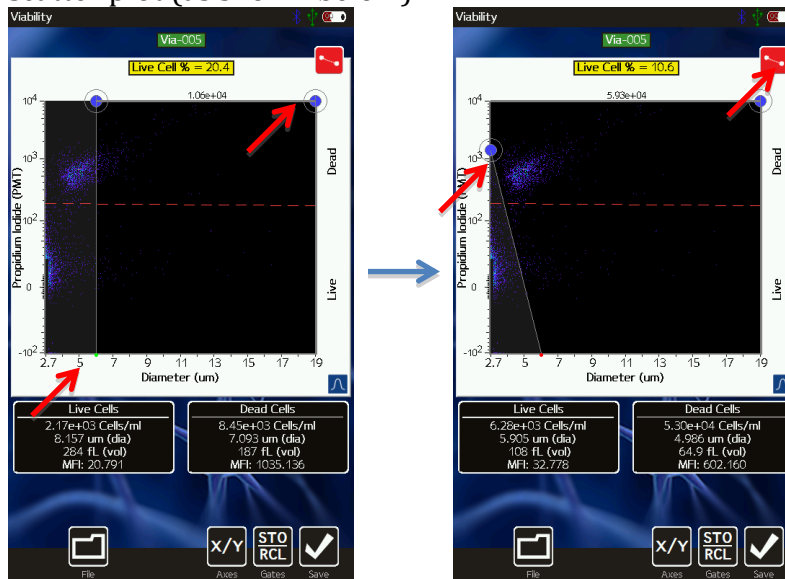 Viability
Via-005
Live Cell % = 20.4
1.06e+04
10^4
10^3
10^2
0
-10^2
Propidium Iodide (PMT)
Dead
Live
2.7 5 7 9 11 13 15 17 19
Diameter (um)
Live Cells
2.17e+03 Cells/ml
8.157 um (dia)
284 fL (vol)
MFI: 20.791
Dead Cells
8.45e+03 Cells/ml
7.093 um (dia)
187 fL (vol)
MFI: 1035.136
File
X/Y
Axes
STO
RCL
Gates
Save
Viability
Via-005
Live Cell % = 10.6
5.93e+04
10^4
10^3
10^2
0
-10^2
Propidium Iodide (PMT)
Dead
Live
2.7 5 7 9 11 13 15 17 19
Diameter (um)
Live Cells
6.28e+03 Cells/ml
5.905 um (dia)
108 fL (vol)
MFI: 32.778
Dead Cells
5.30e+04 Cells/ml
4.986 um (dia)
64.9 fL (vol)
MFI: 602.160
File
X/Y
Axes
STO
RCL
Gates
Save